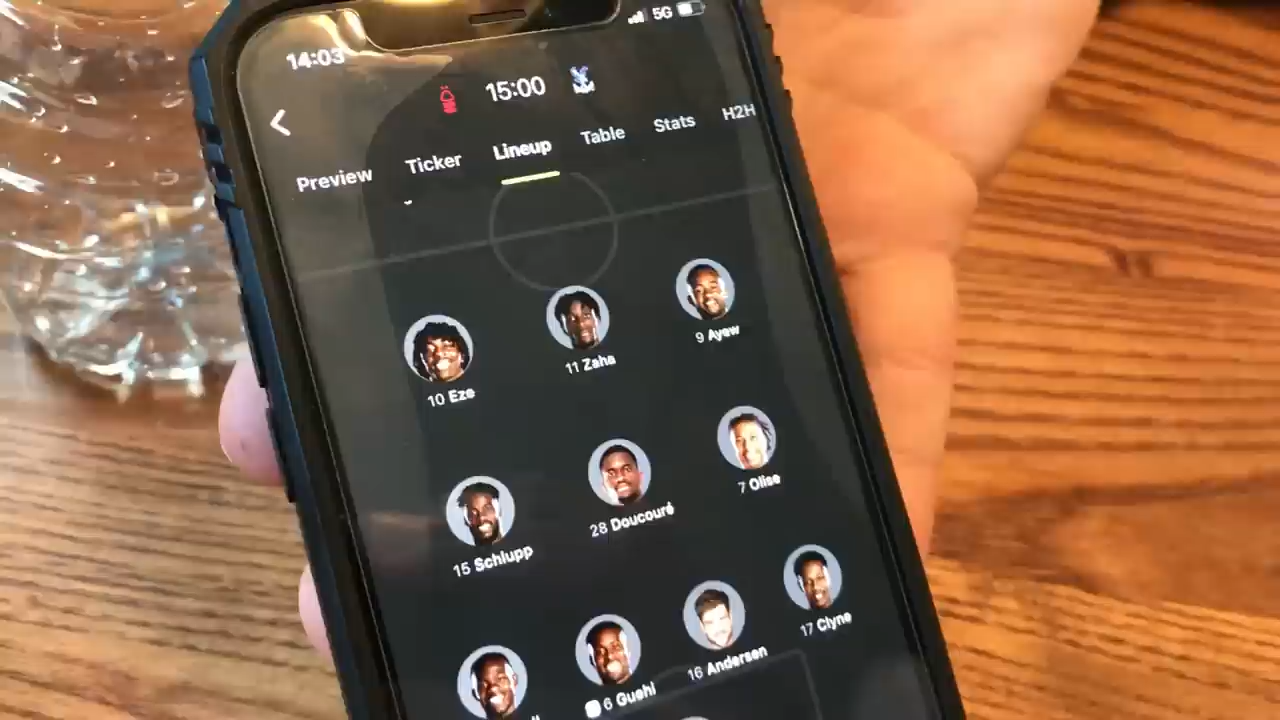 14:03
5G
15:00
Preview Ticker Lineup Table Stats H2H
10 Eze
11 Zaha
9 Ayew
15 Schlupp
28 Doucouré
7 Olise
6 Guehi
16 Andersen
17 Clyne